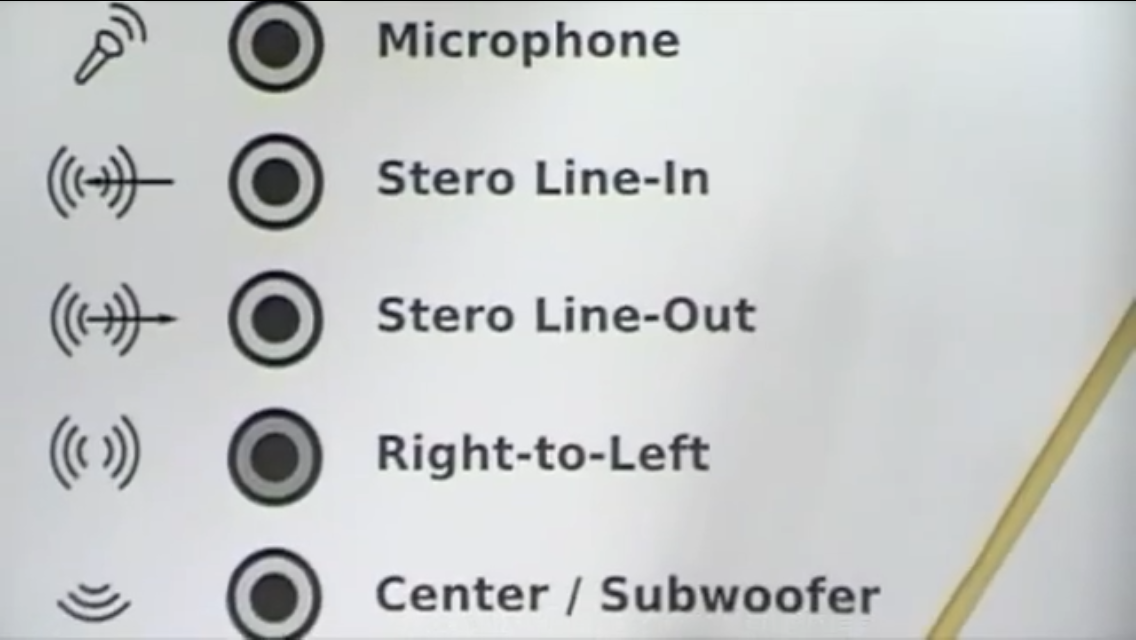 Microphone
Stero Line-In
Stero Line-Out
Right-to-Left
Center / Subwoofer